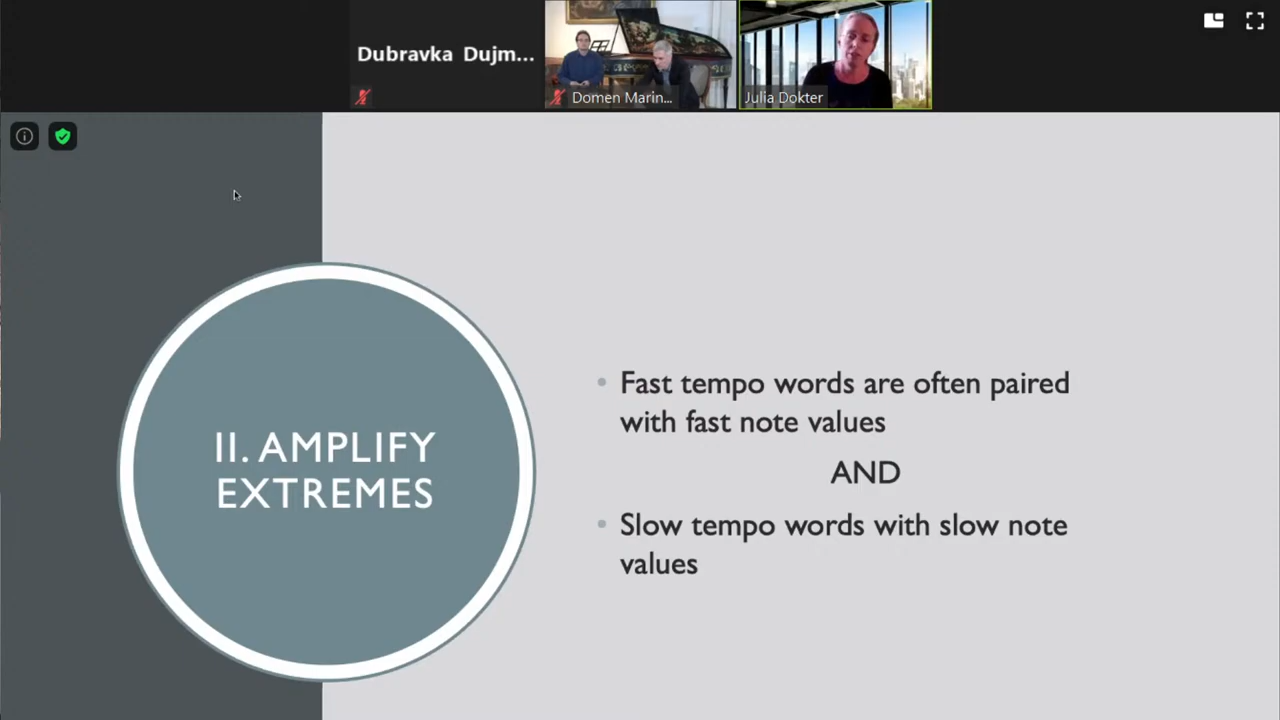 Dubravka Dujm...
Domen Marin...
Julia Dokter
II. AMPLIFY
EXTREMES
• Fast tempo words are often paired
with fast note values
AND
• Slow tempo words with slow note
values